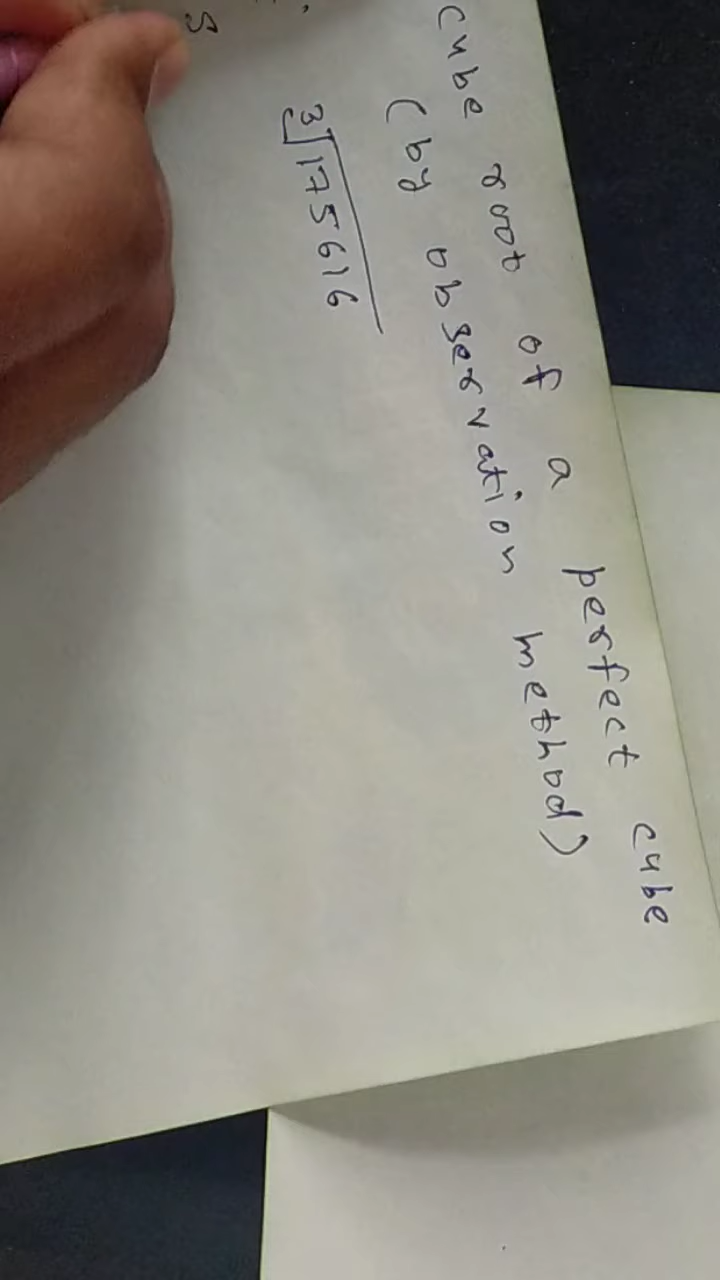 cube root of a perfect cube
(by observation method)
∛175616